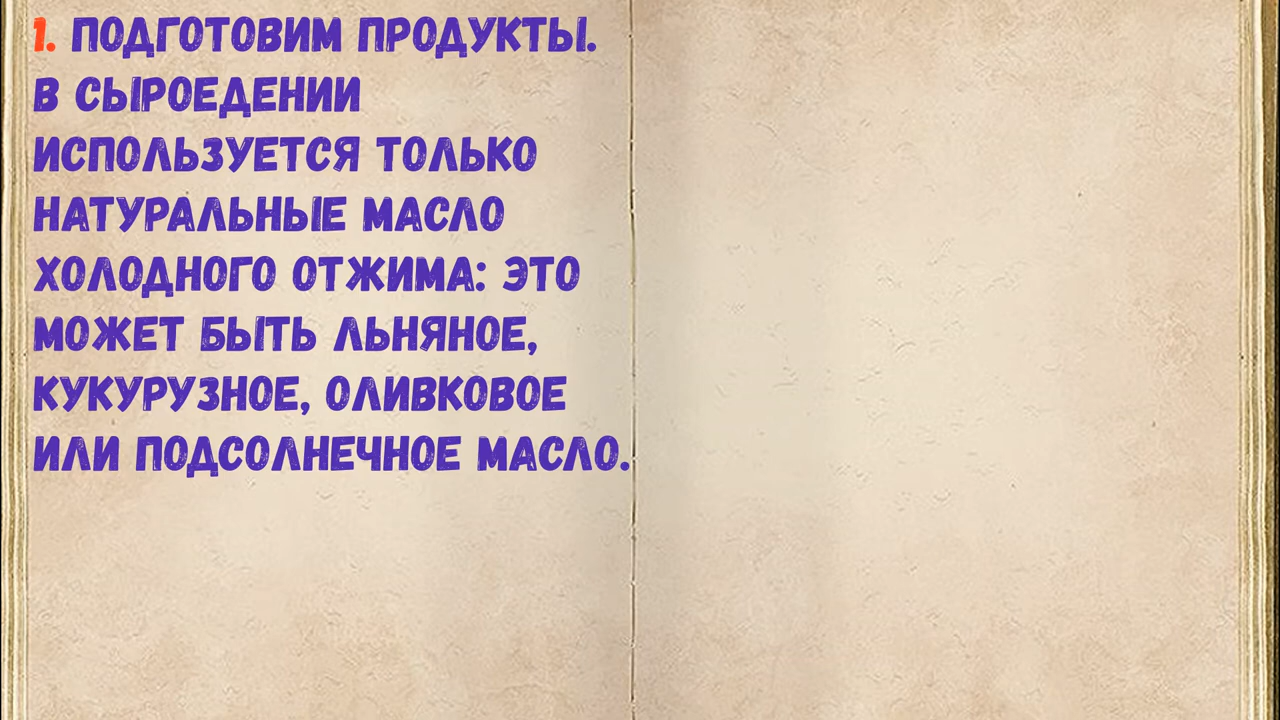 1. ПОДГОТОВИМ ПРОДУКТЫ.
В СЫРОЕДЕНИИ
ИСПОЛЬЗУЕТСЯ ТОЛЬКО
НАТУРАЛЬНЫЕ МАСЛО
ХОЛОДНОГО ОТЖИМА: ЭТО
МОЖЕТ БЫТЬ ЛЬНЯНОЕ,
КУКУРУЗНОЕ, ОЛИВКОВОЕ
ИЛИ ПОДСОЛНЕЧНОЕ МАСЛО.